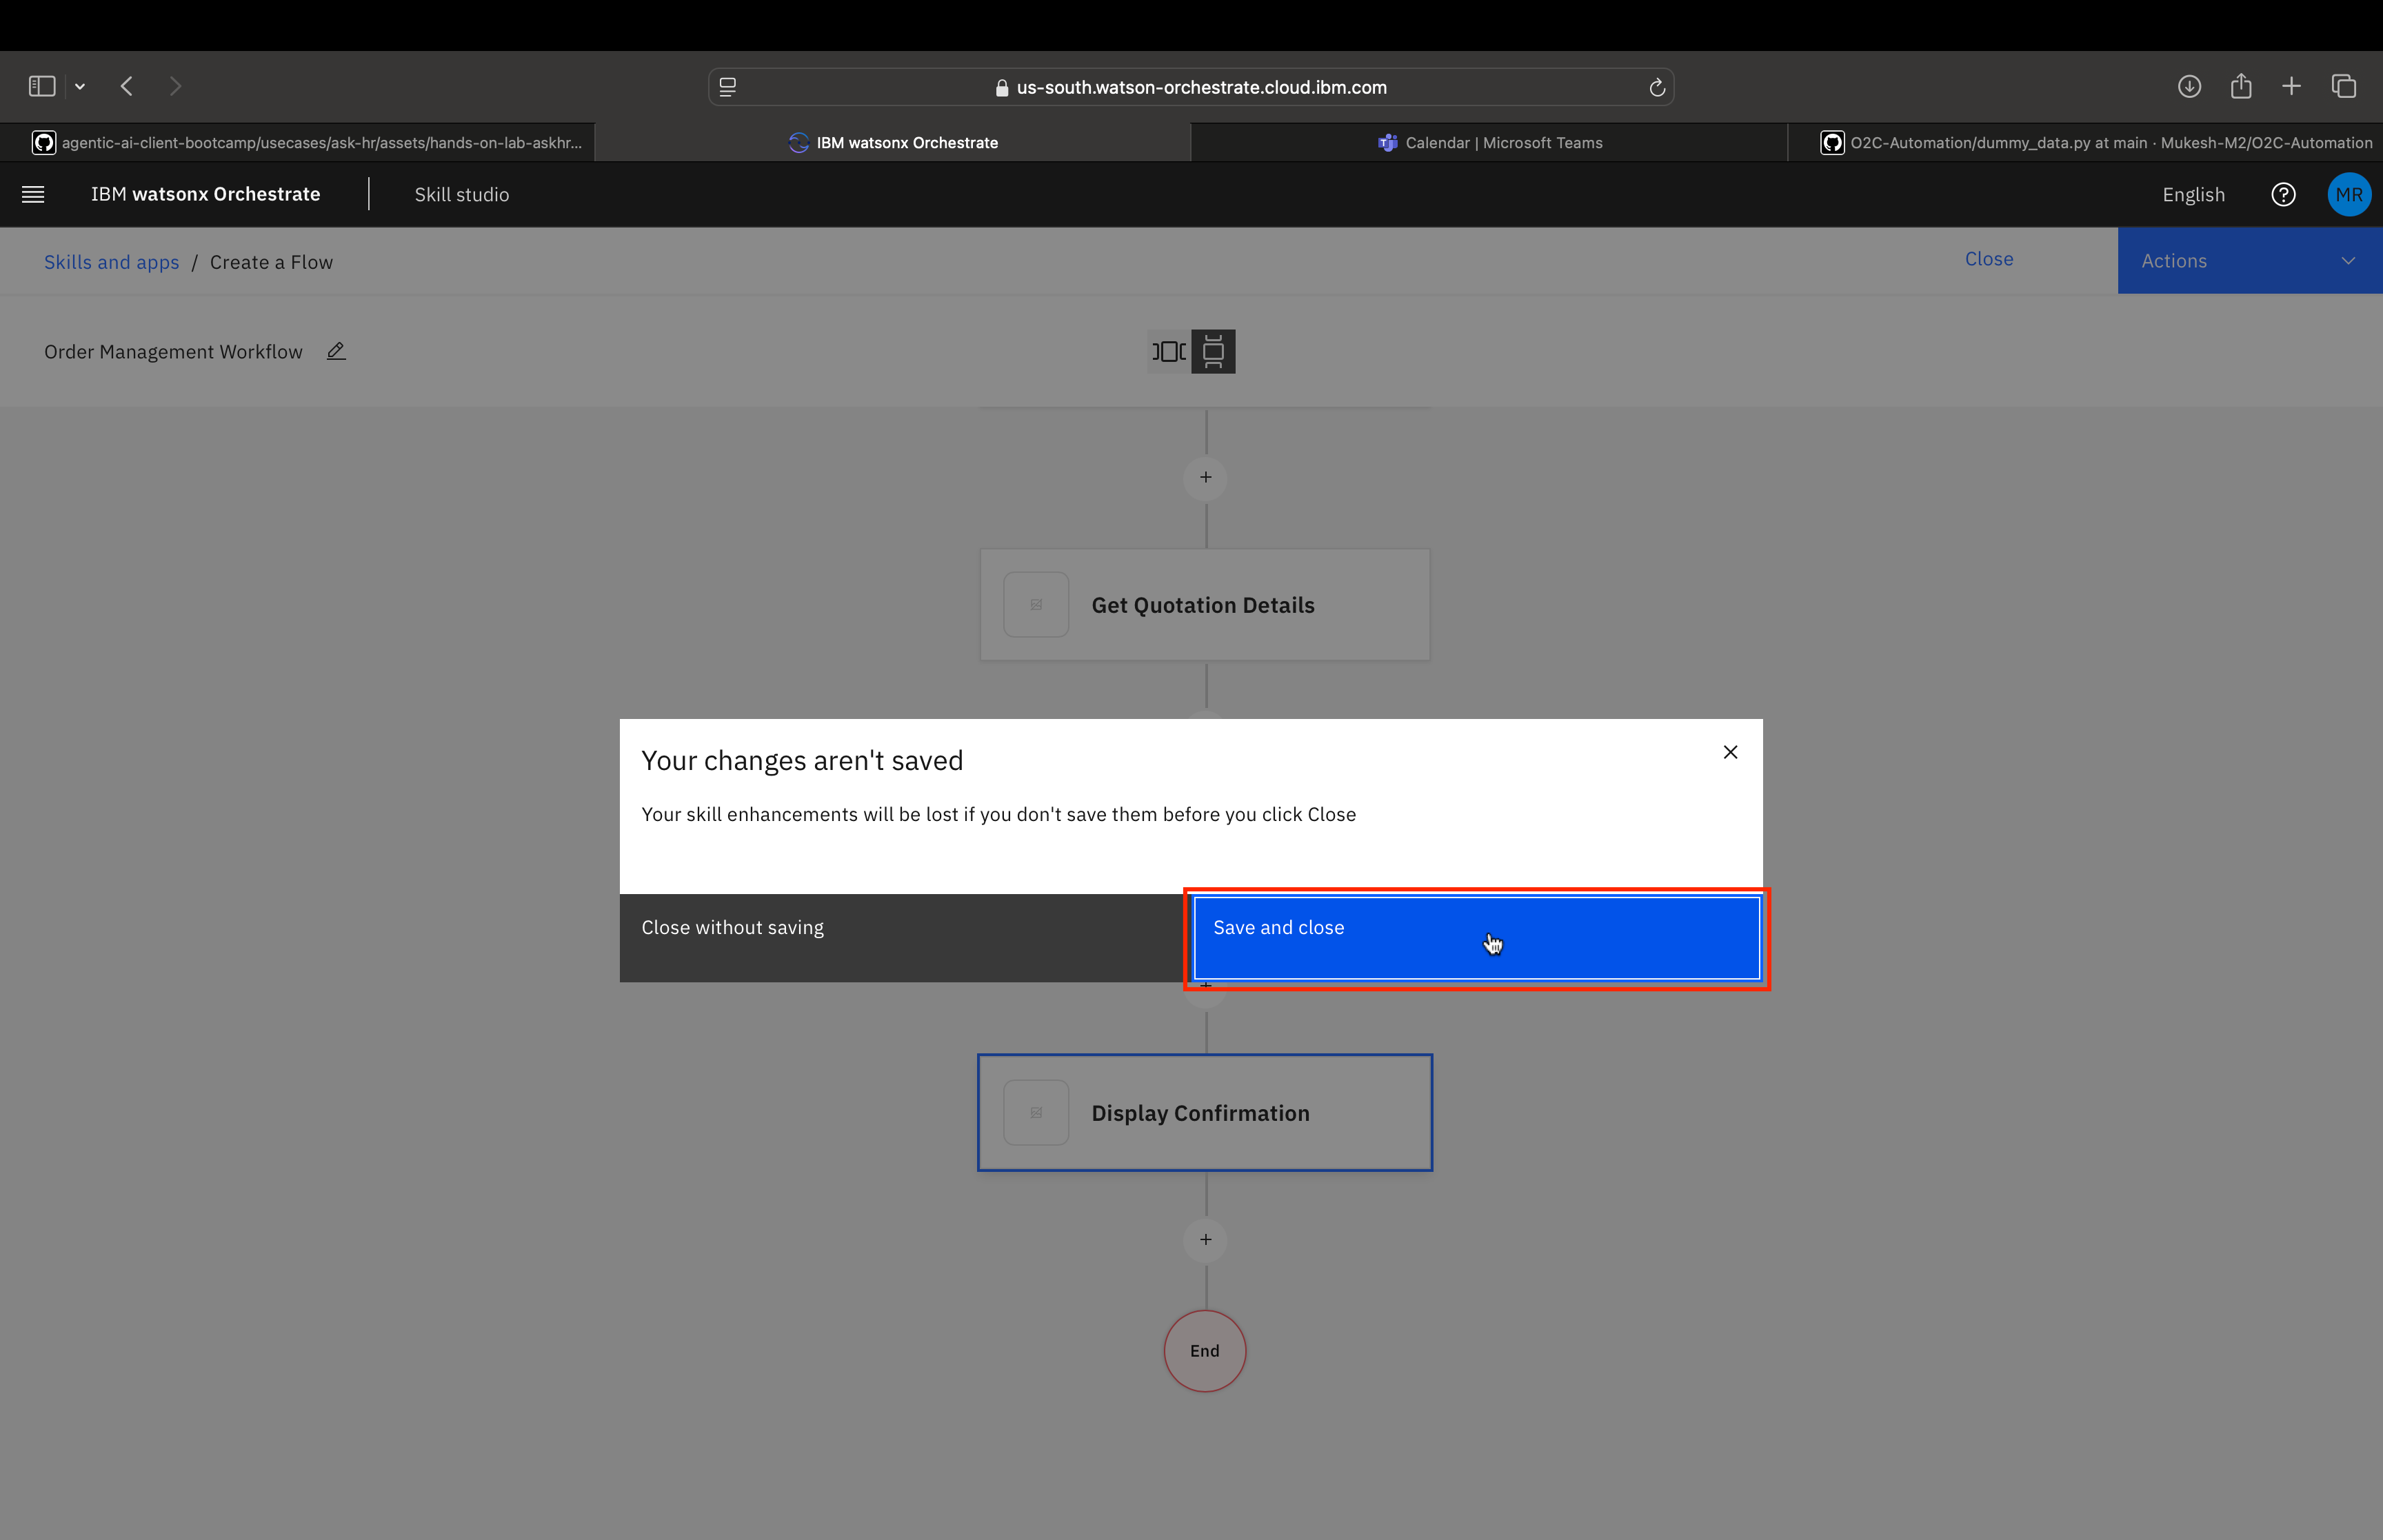 us-south.watson-orchestrate.cloud.ibm.com
agentic-ai-client-bootcamp/usecases/ask-hr/assets/hands-on-lab-askhr...
IBM watsonx Orchestrate
Calendar | Microsoft Teams
O2C-Automation/dummy_data.py at main · Mukesh-M2/O2C-Automation
IBM watsonx Orchestrate
Skill studio
English
MR
Skills and apps / Create a Flow
Close
Actions
Order Management Workflow
Get Quotation Details
Your changes aren't saved
Your skill enhancements will be lost if you don't save them before you click Close
Close without saving
Save and close
Display Confirmation
End